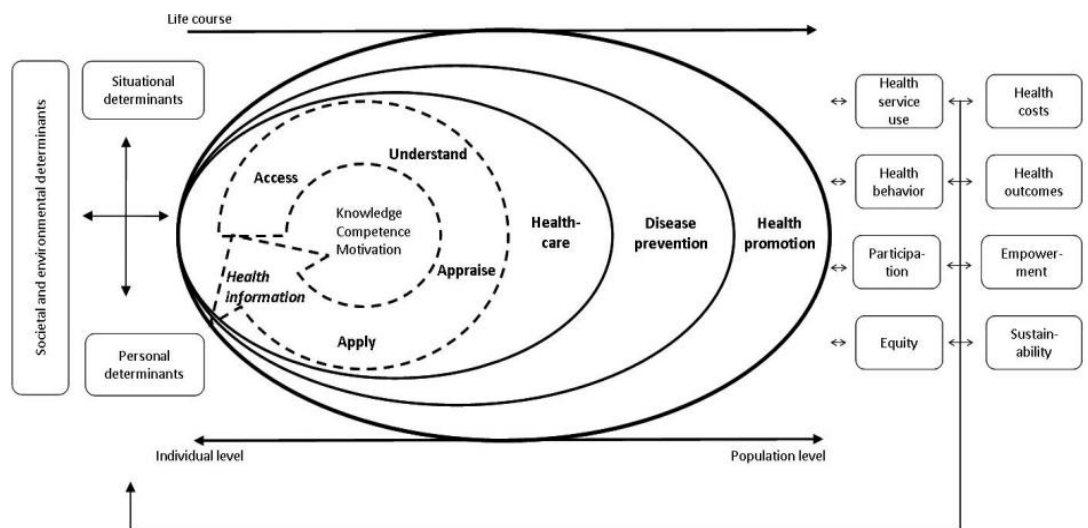 Life course
Societal and environmental determinants
Situational
determinants
Personal
determinants
Access
Understand
Knowledge
Competence
Motivation
Health
information
Appraise
Apply
Health-
care
Disease
prevention
Health
promotion
Health
service
use
Health
costs
Health
behavior
Health
outcomes
Participa-
tion
Empower-
ment
Equity
Sustain-
ability
Individual level
Population level